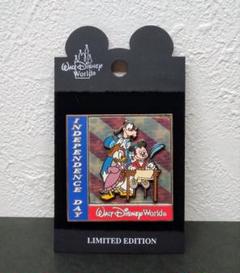 Walt Disney
World®
INDEPENDENCE DAY
Walt Disney World®
LIMITED EDITION